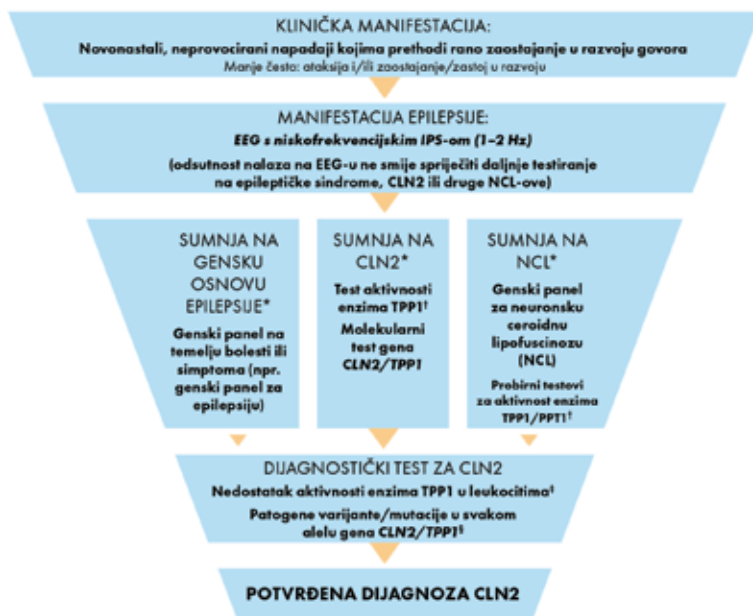 KLINIČKA MANIFESTACIJA:
Novonastali, neprovocirani napadaji kojima prethodi rano zaostajanje u razvoju govora
Manje često: ataksija i/ili zaostajanje/zastoj u razvoju
MANIFESTACIJA EPILEPSIJE:
EEG s niskofrekvencijskim IPS-om (1–2 Hz)
(odsutnost nalaza na EEG-u ne smije spriječiti daljnje testiranje
na epileptičke sindrome, CLN2 ili druge NCL-ove)
SUMNJA NA
GENSKU
OSNOVU
EPILEPSIJE*
Genski panel na
temelju bolesti ili
simptoma (npr.
genski panel za
epilepsiju)
SUMNJA NA
CLN2*
Test aktivnosti
enzima TPP1†
Molekularni
test gena
CLN2/TPP1
SUMNJA NA
NCL*
Genski panel
za neuronsku
ceroidnu
lipofuscinozu
(NCL)
Probirni testovi
za aktivnost enzima
TPP1/PPT1†
DIJAGNOSTIČKI TEST ZA CLN2
Nedostatak aktivnosti enzima TPP1 u leukocitima‡
Patogene varijante/mutacije u svakom
alelu gena CLN2/TPP1§
POTVRĐENA DIJAGNOZA CLN2